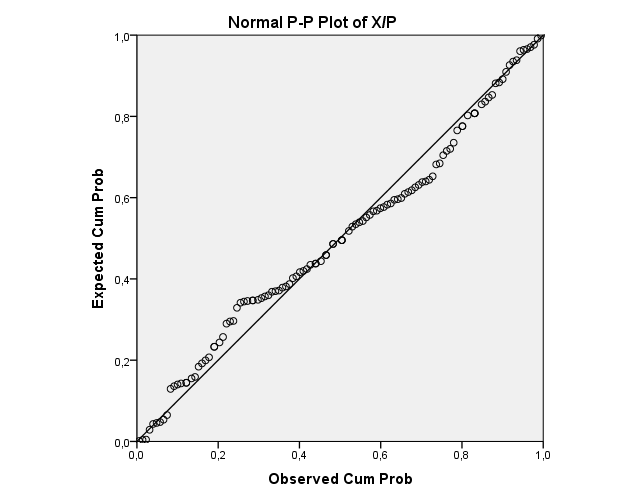 Normal P-P Plot of X/P
1,0
0,8
0,6
0,4
0,2
0,0
Expected Cum Prob
0,0 0,2 0,4 0,6 0,8 1,0
Observed Cum Prob